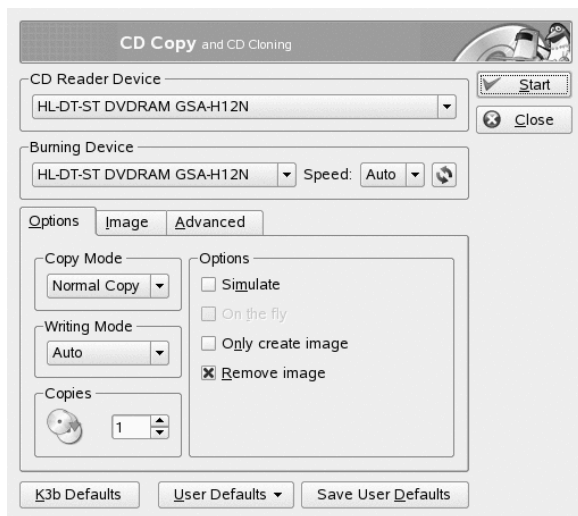 CD Copy and CD Cloning
CD Reader Device
HL-DT-ST DVDRAM GSA-H12N
Start
Close
Burning Device
HL-DT-ST DVDRAM GSA-H12N Speed: Auto
Options Image Advanced
Copy Mode
Normal Copy
Writing Mode
Auto
Copies
1
Options
Simulate
On the fly
Only create image
Remove image
K3b Defaults User Defaults Save User Defaults